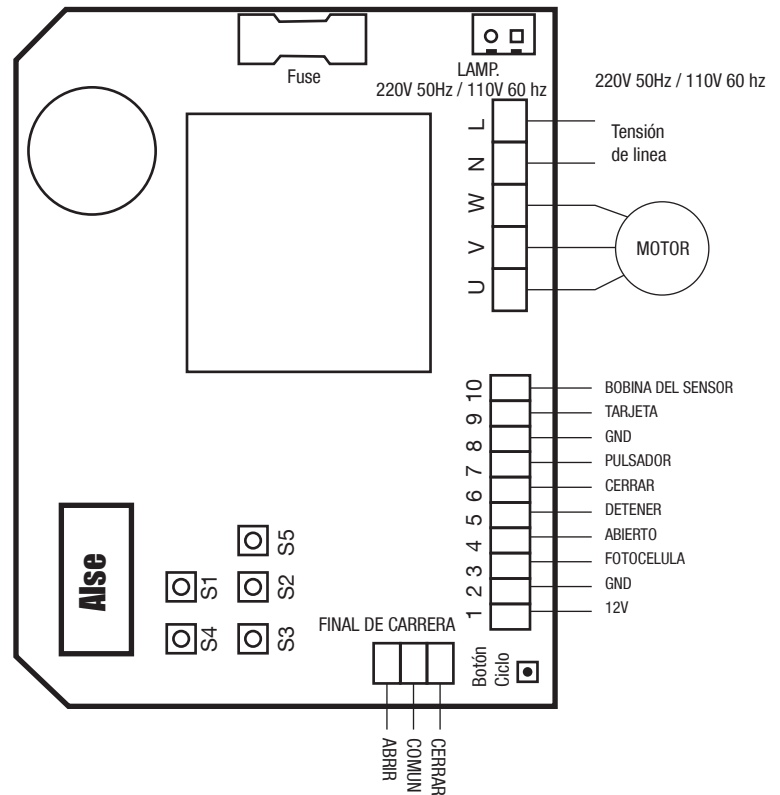 Fuse
LAMP.
220V 50Hz / 110V 60 hz
220V 50Hz / 110V 60 hz
L
Tensión
de linea
N
W
V
MOTOR
U
10
BOBINA DEL SENSOR
9
TARJETA
8
GND
7
PULSADOR
6
CERRAR
5
DETENER
4
ABIERTO
3
FOTOCELULA
2
GND
1
12V
Alse
S5
S1
S2
S4
S3
FINAL DE CARRERA
Botón
Ciclo
ABRIR
COMUN
CERRAR